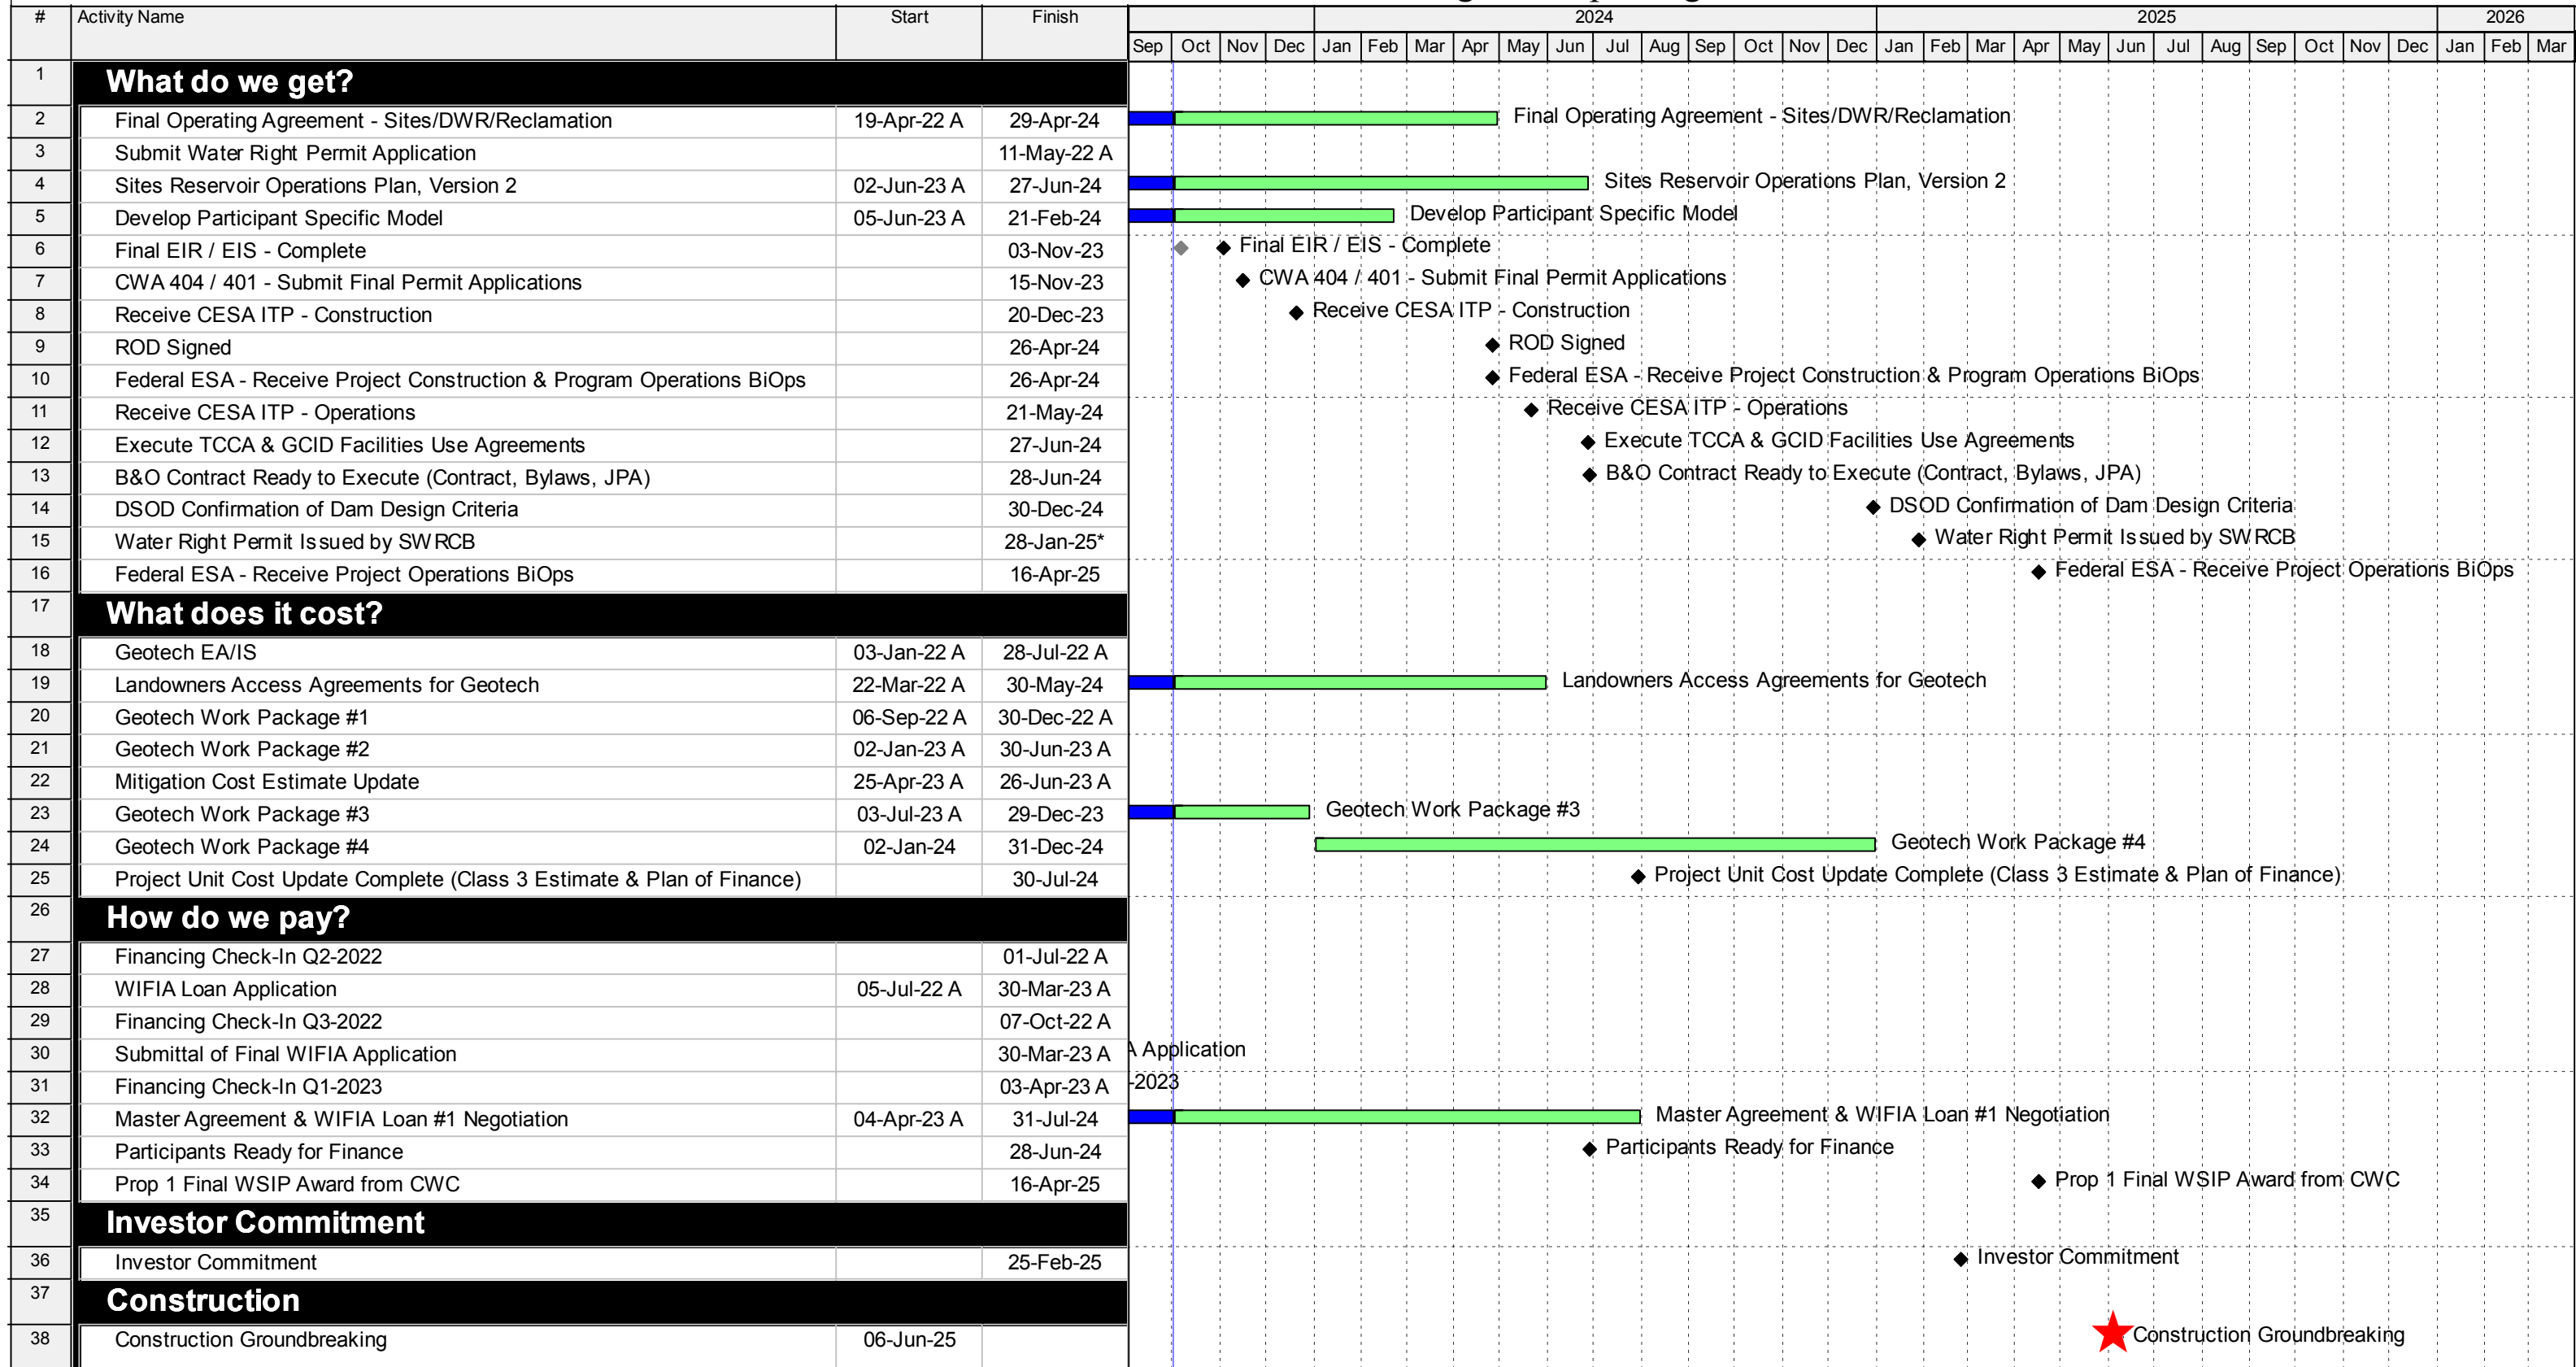 # Activity Name Start Finish 2024 2025 2026
Sep Oct Nov Dec Jan Feb Mar Apr May Jun Jul Aug Sep Oct Nov Dec Jan Feb Mar Apr May Jun Jul Aug Sep Oct Nov Dec Jan Feb Mar
1 What do we get?
2 Final Operating Agreement - Sites/DWR/Reclamation 19-Apr-22 A 29-Apr-24 Final Operating Agreement - Sites/DWR/Reclamation
3 Submit Water Right Permit Application 11-May-22 A
4 Sites Reservoir Operations Plan, Version 2 02-Jun-23 A 27-Jun-24 Sites Reservoir Operations Plan, Version 2
5 Develop Participant Specific Model 05-Jun-23 A 21-Feb-24 Develop Participant Specific Model
6 Final EIR / EIS - Complete 03-Nov-23 Final EIR / EIS - Complete
7 CWA 404 / 401 - Submit Final Permit Applications 15-Nov-23 CWA 404 / 401 - Submit Final Permit Applications
8 Receive CESA ITP - Construction 20-Dec-23 Receive CESA ITP - Construction
9 ROD Signed 26-Apr-24 ROD Signed
10 Federal ESA - Receive Project Construction & Program Operations BiOps 26-Apr-24 Federal ESA - Receive Project Construction & Program Operations BiOps
11 Receive CESA ITP - Operations 21-May-24 Receive CESA ITP - Operations
12 Execute TCCA & GCID Facilities Use Agreements 27-Jun-24 Execute TCCA & GCID Facilities Use Agreements
13 B&O Contract Ready to Execute (Contract, Bylaws, JPA) 28-Jun-24 B&O Contract Ready to Execute (Contract, Bylaws, JPA)
14 DSOD Confirmation of Dam Design Criteria 30-Dec-24 DSOD Confirmation of Dam Design Criteria
15 Water Right Permit Issued by SWRCB 28-Jan-25* Water Right Permit Issued by SWRCB
16 Federal ESA - Receive Project Operations BiOps 16-Apr-25 Federal ESA - Receive Project Operations BiOps
17 What does it cost?
18 Geotech EA/IS 03-Jan-22 A 28-Jul-22 A
19 Landowners Access Agreements for Geotech 22-Mar-22 A 30-May-24 Landowners Access Agreements for Geotech
20 Geotech Work Package #1 06-Sep-22 A 30-Dec-22 A
21 Geotech Work Package #2 02-Jan-23 A 30-Jun-23 A
22 Mitigation Cost Estimate Update 25-Apr-23 A 26-Jun-23 A
23 Geotech Work Package #3 03-Jul-23 A 29-Dec-23 Geotech Work Package #3
24 Geotech Work Package #4 02-Jan-24 31-Dec-24 Geotech Work Package #4
25 Project Unit Cost Update Complete (Class 3 Estimate & Plan of Finance) 30-Jul-24 Project Unit Cost Update Complete (Class 3 Estimate & Plan of Finance)
26 How do we pay?
27 Financing Check-In Q2-2022 01-Jul-22 A
28 WIFIA Loan Application 05-Jul-22 A 30-Mar-23 A
29 Financing Check-In Q3-2022 07-Oct-22 A
30 Submittal of Final WIFIA Application 30-Mar-23 A A Application
31 Financing Check-In Q1-2023 03-Apr-23 A -2023
32 Master Agreement & WIFIA Loan #1 Negotiation 04-Apr-23 A 31-Jul-24 Master Agreement & WIFIA Loan #1 Negotiation
33 Participants Ready for Finance 28-Jun-24 Participants Ready for Finance
34 Prop 1 Final WSIP Award from CWC 16-Apr-25 Prop 1 Final WSIP Award from CWC
35 Investor Commitment
36 Investor Commitment 25-Feb-25 Investor Commitment
37 Construction
38 Construction Groundbreaking 06-Jun-25 Construction Groundbreaking